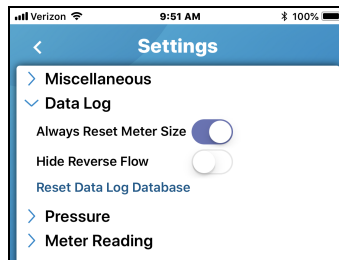 Verizon 9:51 AM 100%
Settings
Miscellaneous
Data Log
Always Reset Meter Size
Hide Reverse Flow
Reset Data Log Database
Pressure
Meter Reading